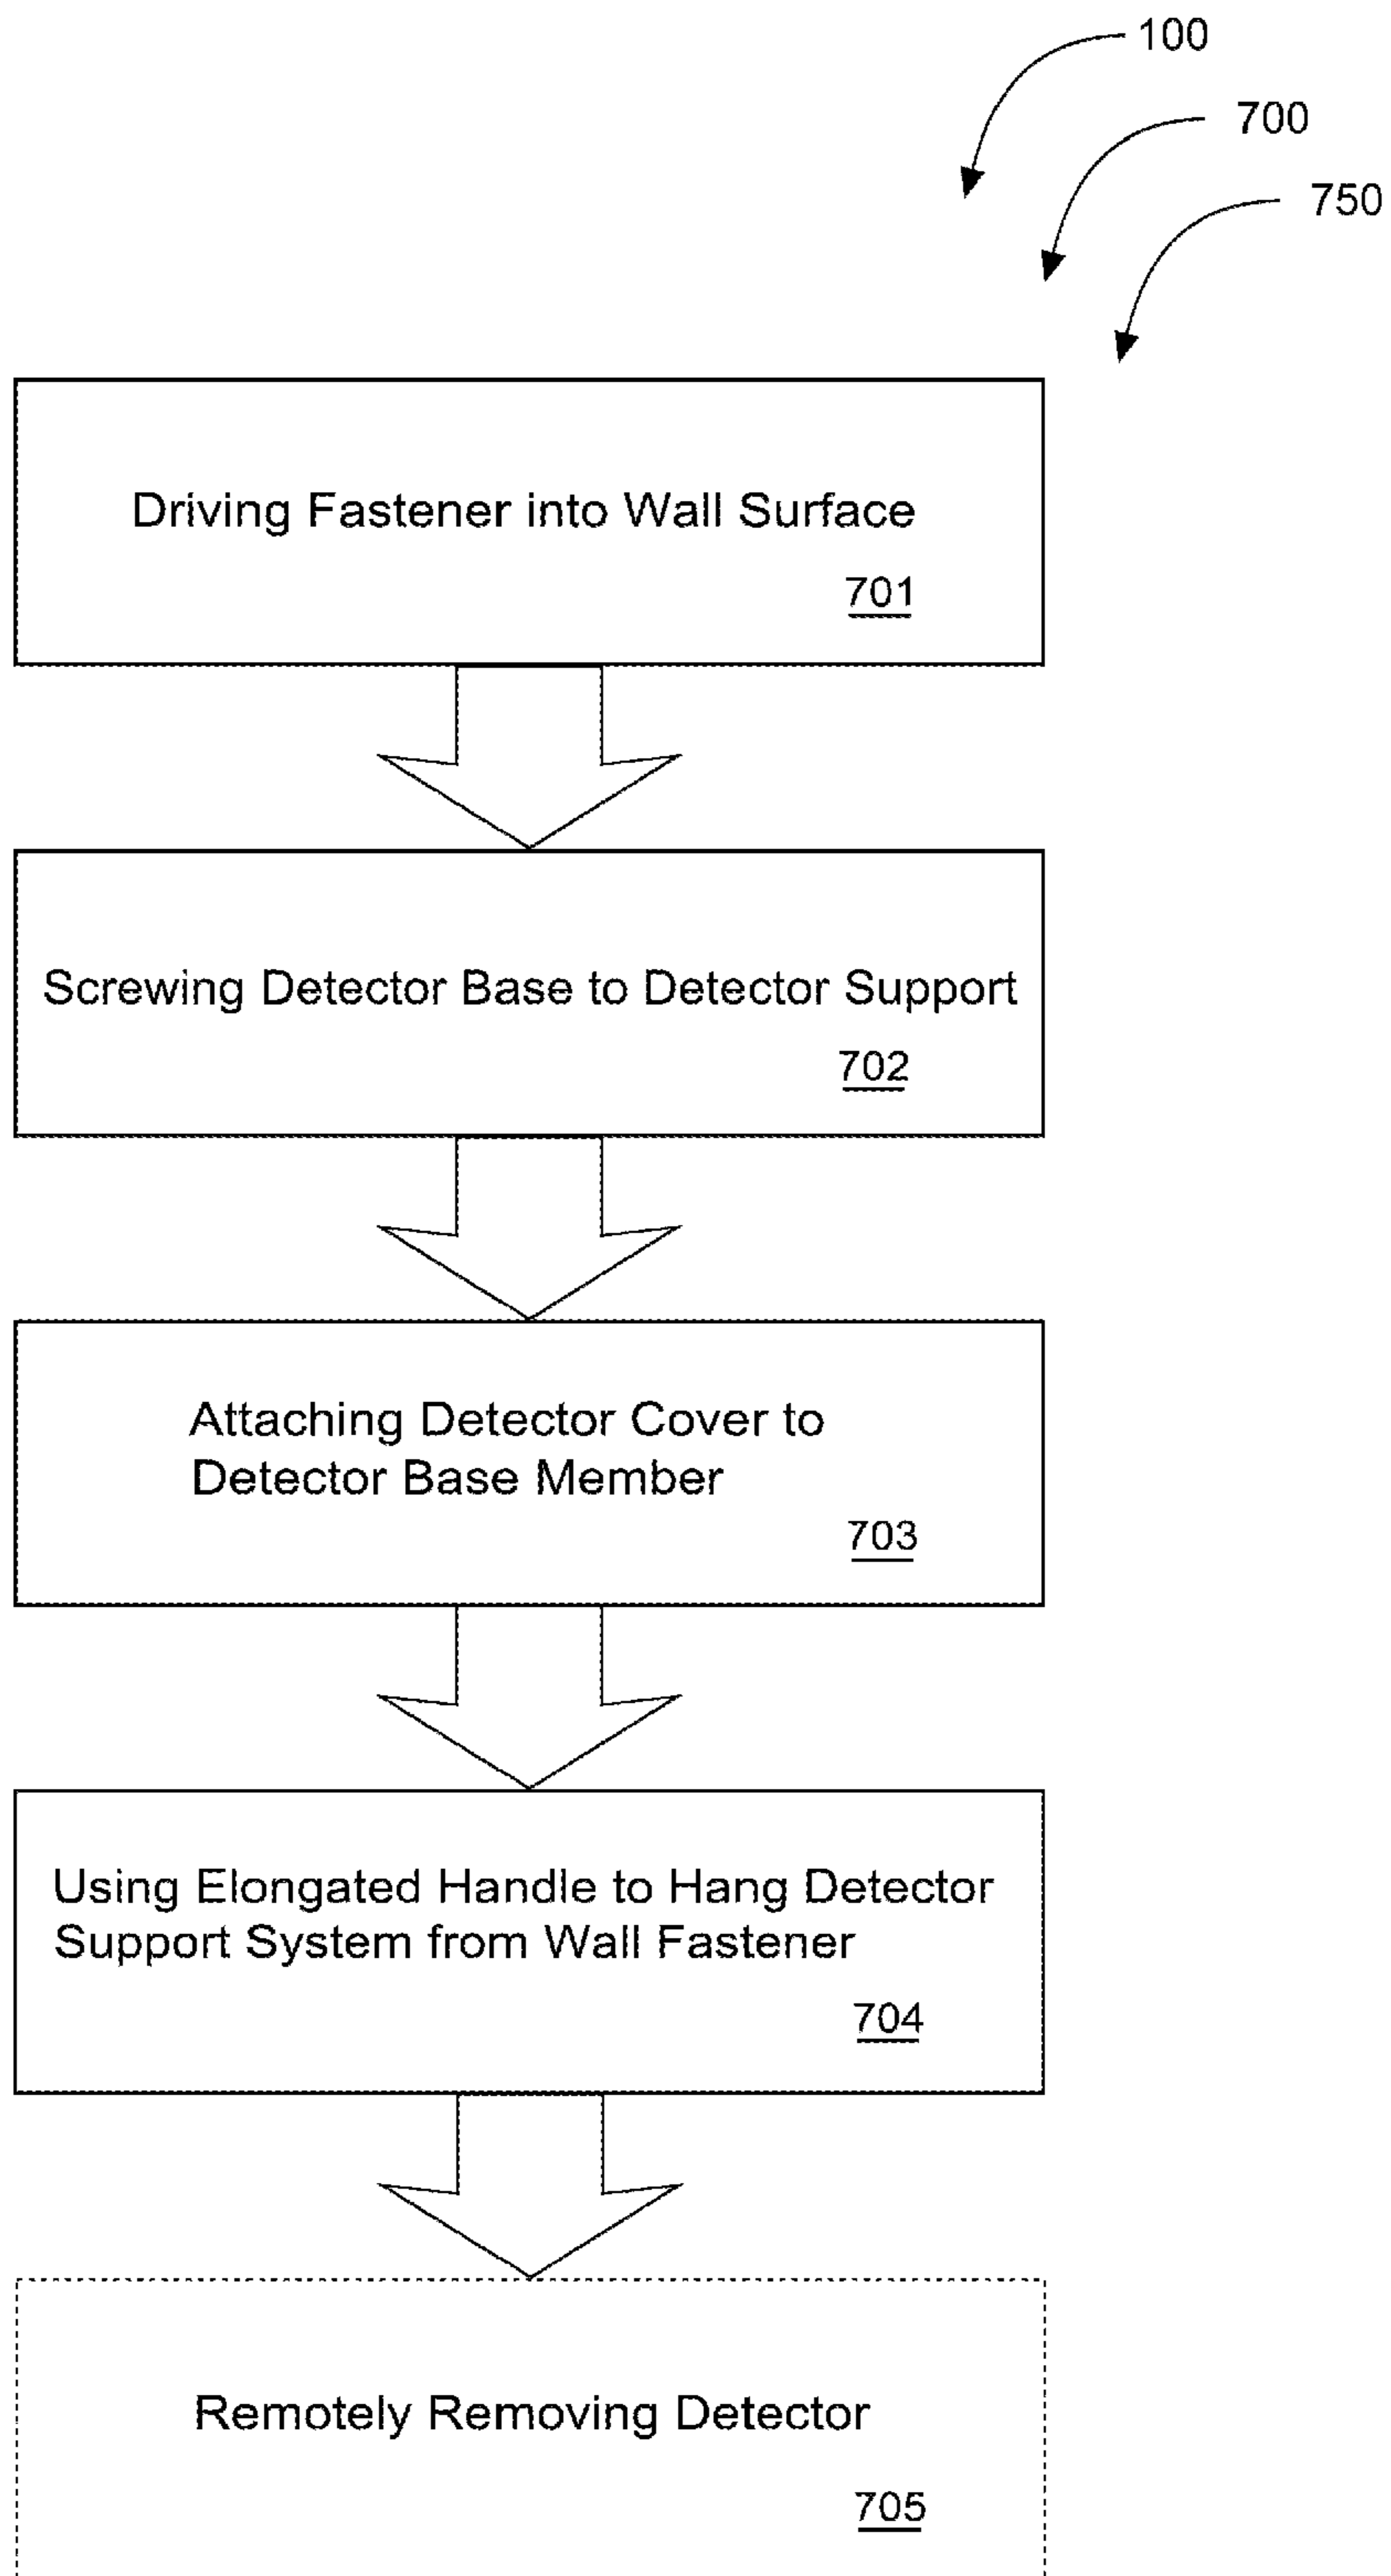 100
700
750
Driving Fastener into Wall Surface
701
Screwing Detector Base to Detector Support
702
Attaching Detector Cover to
Detector Base Member
703
Using Elongated Handle to Hang Detector
Support System from Wall Fastener
704
Remotely Removing Detector
705